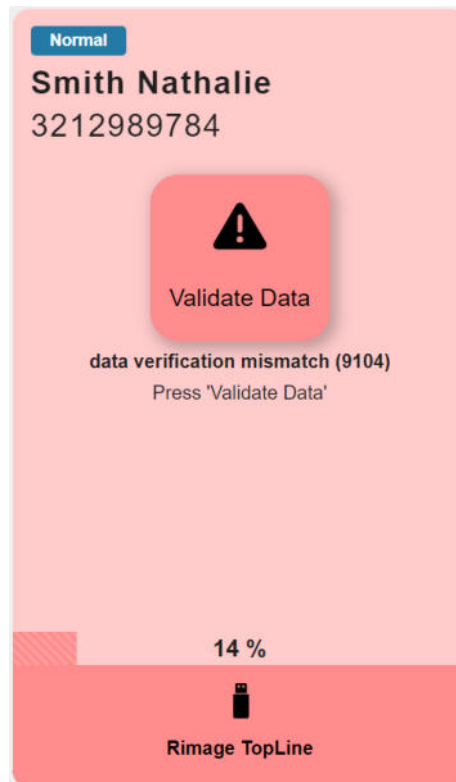 Normal
Smith Nathalie
3212989784
Validate Data
data verification mismatch (9104)
Press 'Validate Data'
14 %
Rimage TopLine